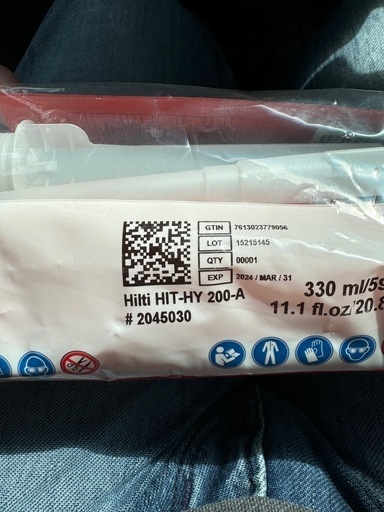 GTIN 7613023779056
LOT 15215145
QTY 00001
EXP 2024 / MAR / 31
Hilti HIT-HY 200-A
# 2045030
330 ml/59
11.1 fl.oz/20.8